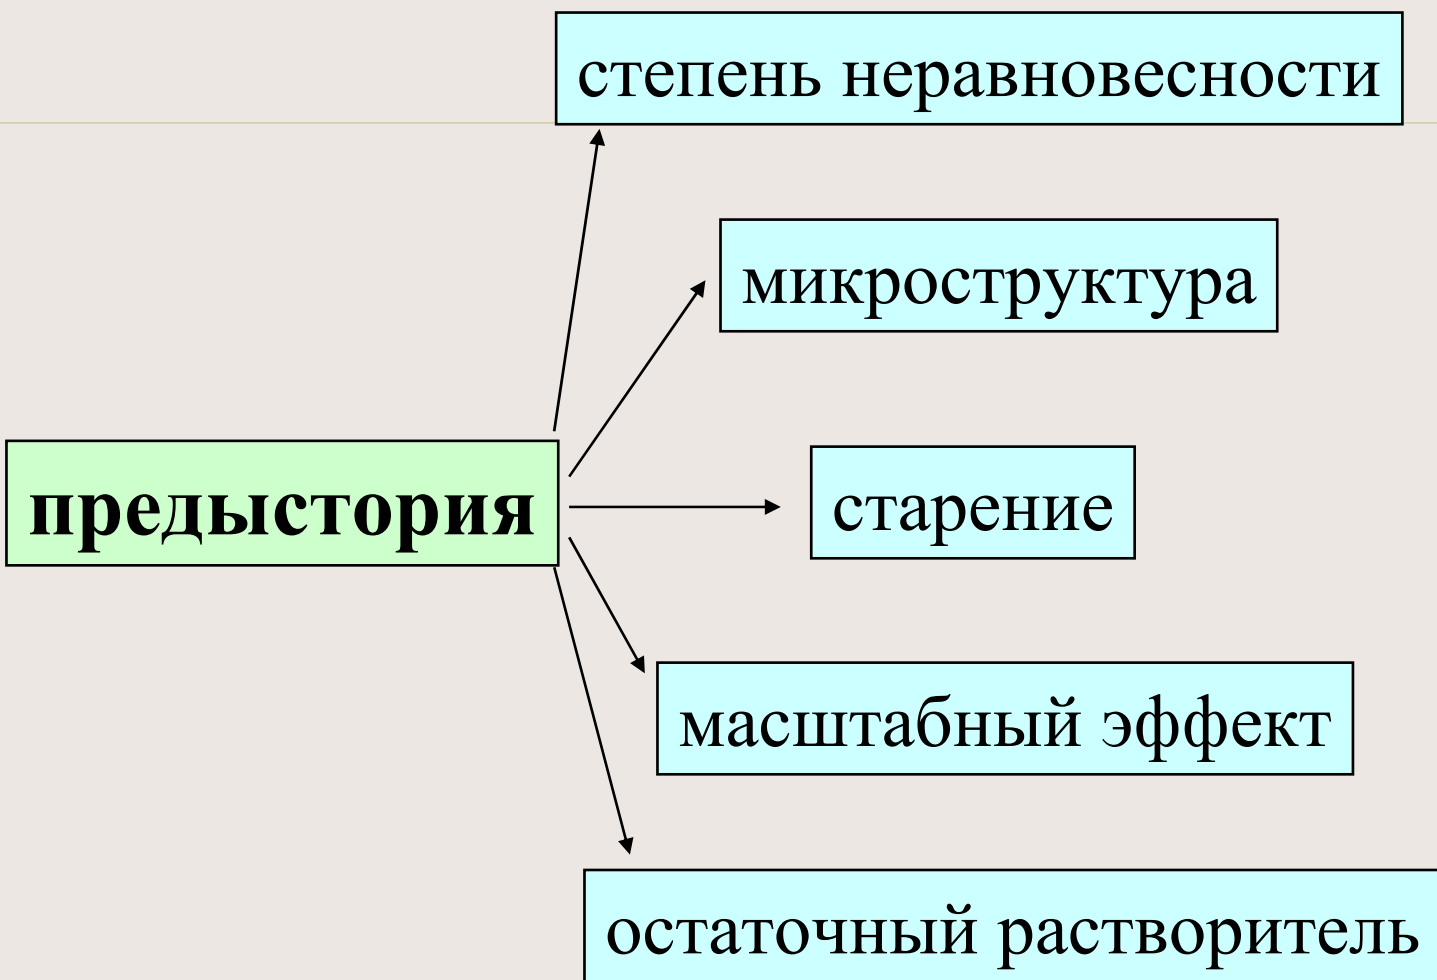 степень неравновесности
микроструктура
предыстория
старение
масштабный эффект
остаточный растворитель